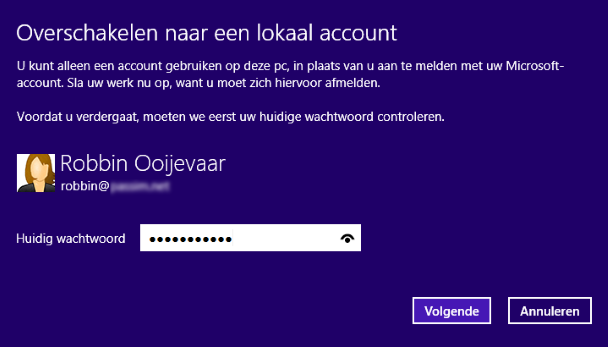 Overschakelen naar een lokaal account
U kunt alleen een account gebruiken op deze pc, in plaats van u aan te melden met uw Microsoft-
account. Sla uw werk nu op, want u moet zich hiervoor afmelden.
Voordat u verdergaat, moeten we eerst uw huidige wachtwoord controleren.
Robbin Ooijevaar
robbin@
Huidig wachtwoord
Volgende Annuleren